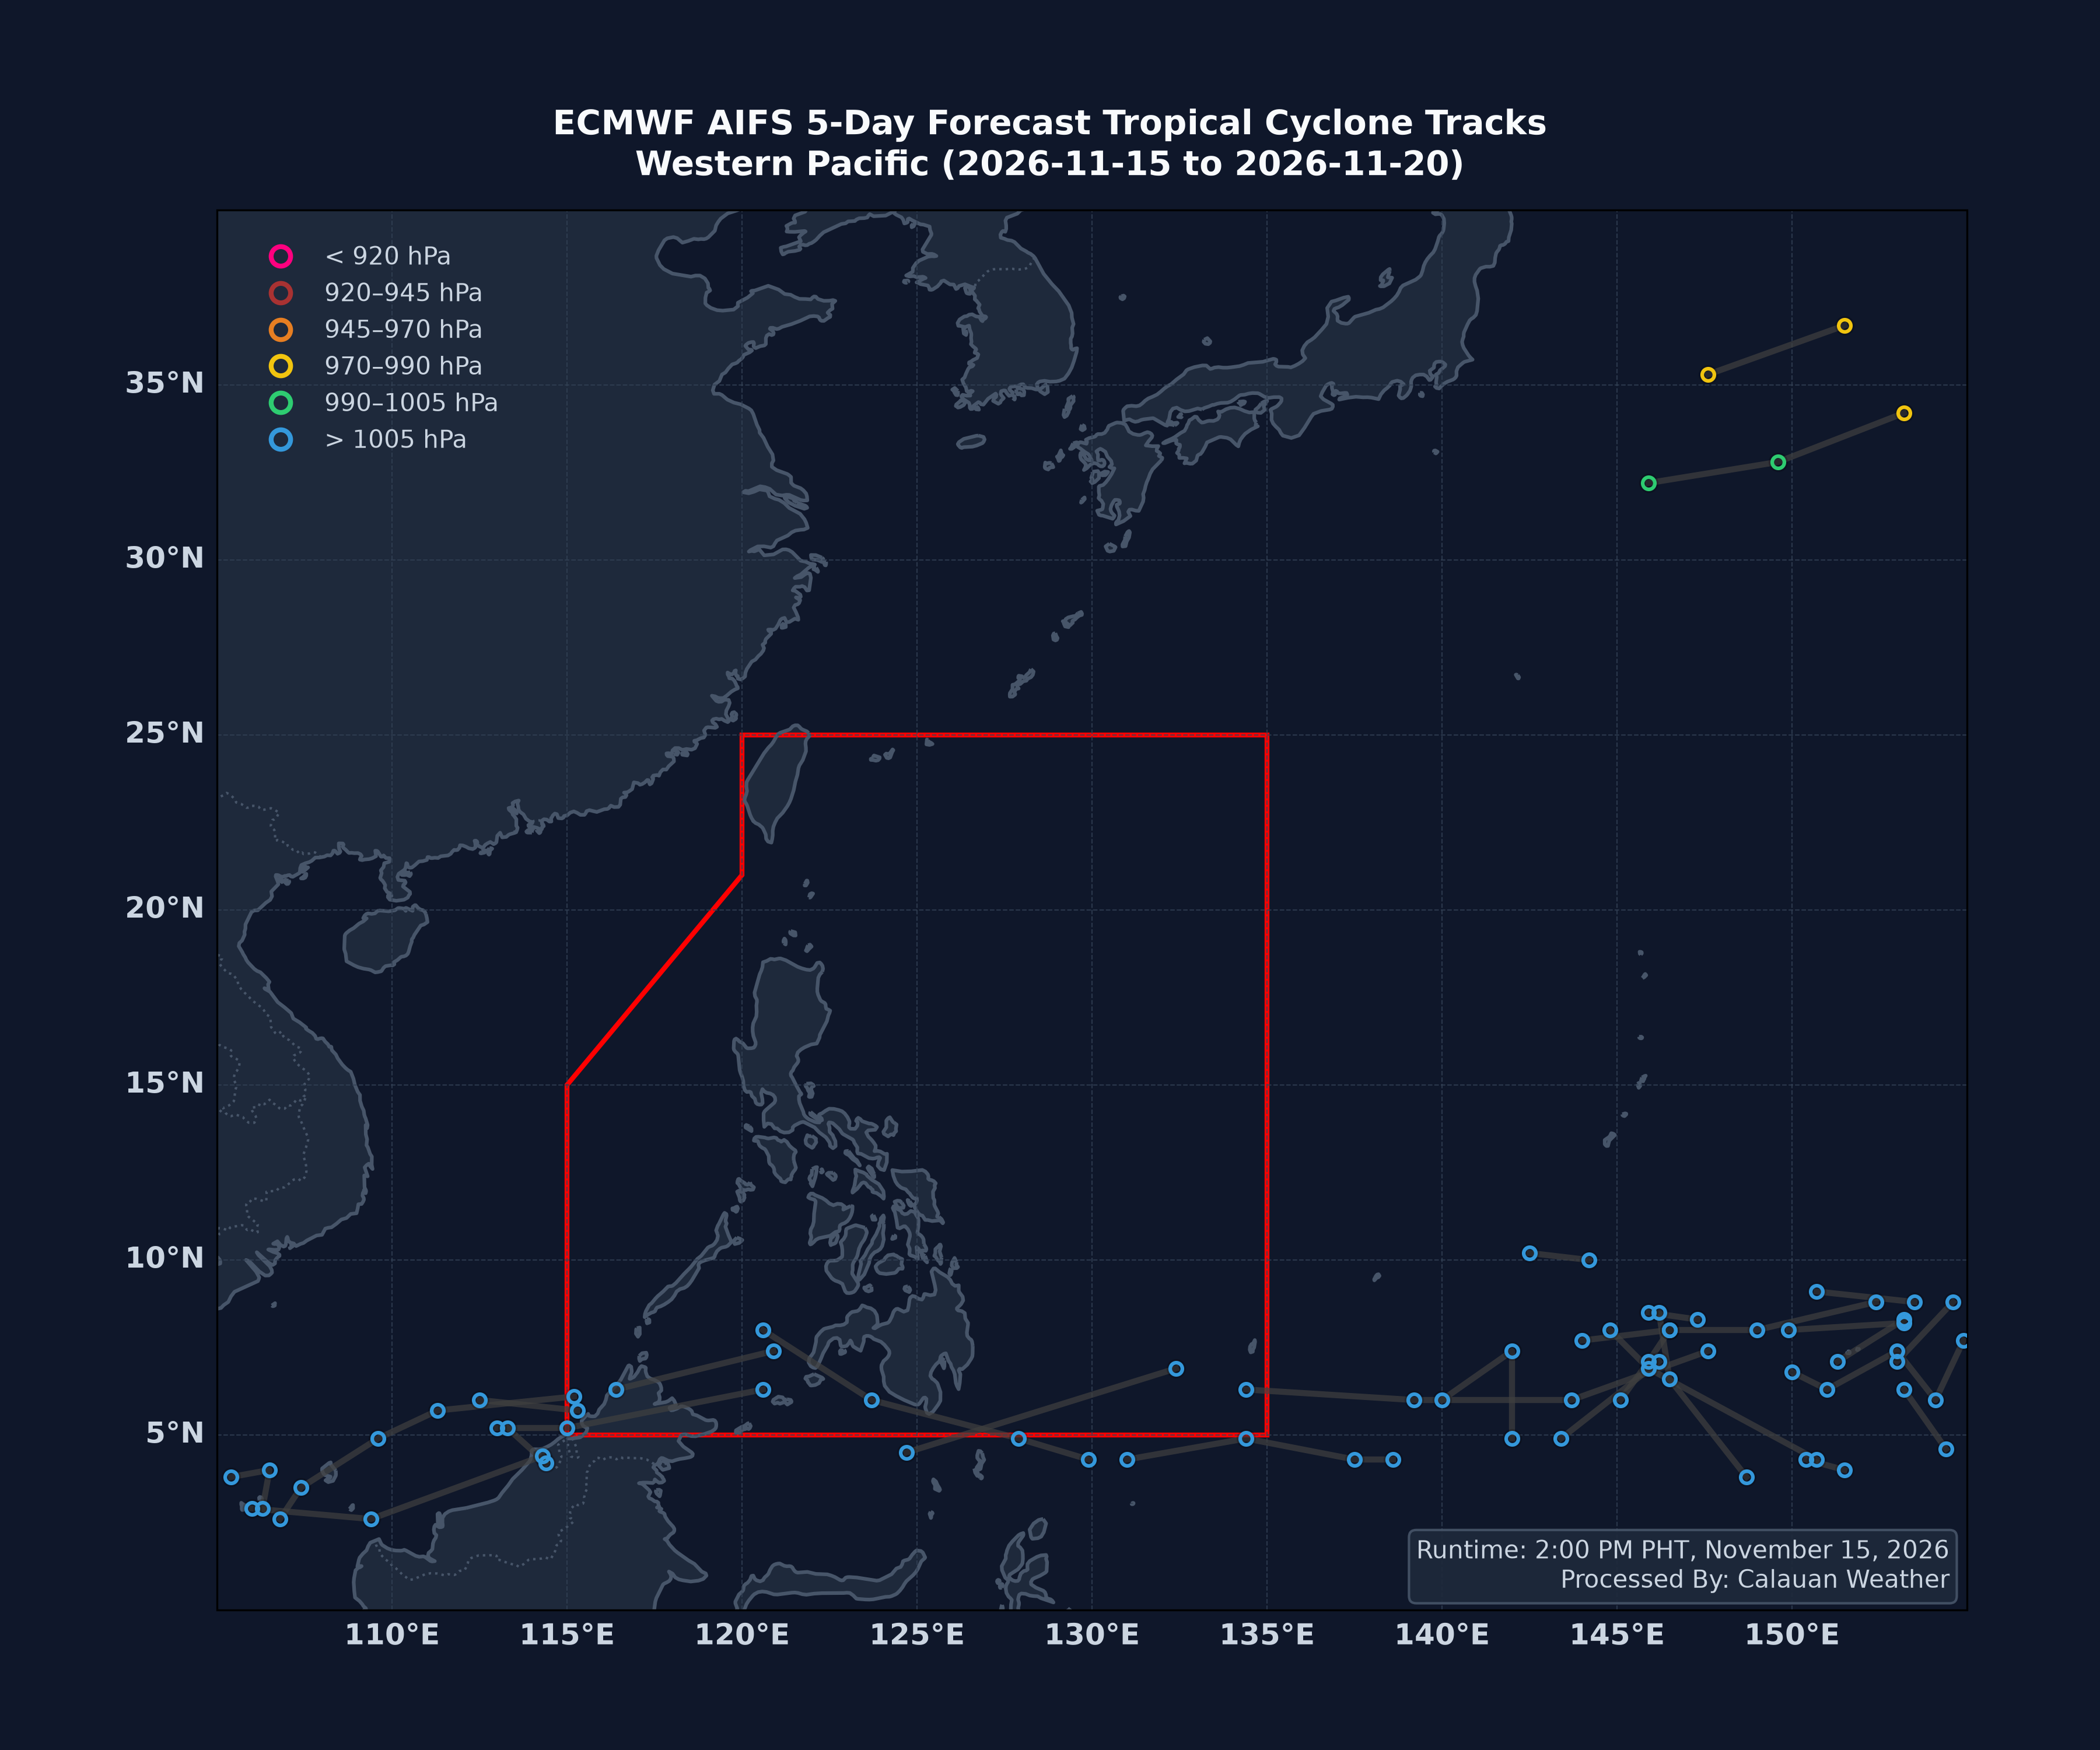 ECMWF AIFS 5-Day Forecast Tropical Cyclone Tracks
Western Pacific (2026-11-15 to 2026-11-20)
< 920 hPa
920–945 hPa
945–970 hPa
970–990 hPa
990–1005 hPa
> 1005 hPa
35°N
30°N
25°N
20°N
15°N
10°N
5°N
Runtime: 2:00 PM PHT, November 15, 2026
Processed By: Calauan Weather
110°E 115°E 120°E 125°E 130°E 135°E 140°E 145°E 150°E